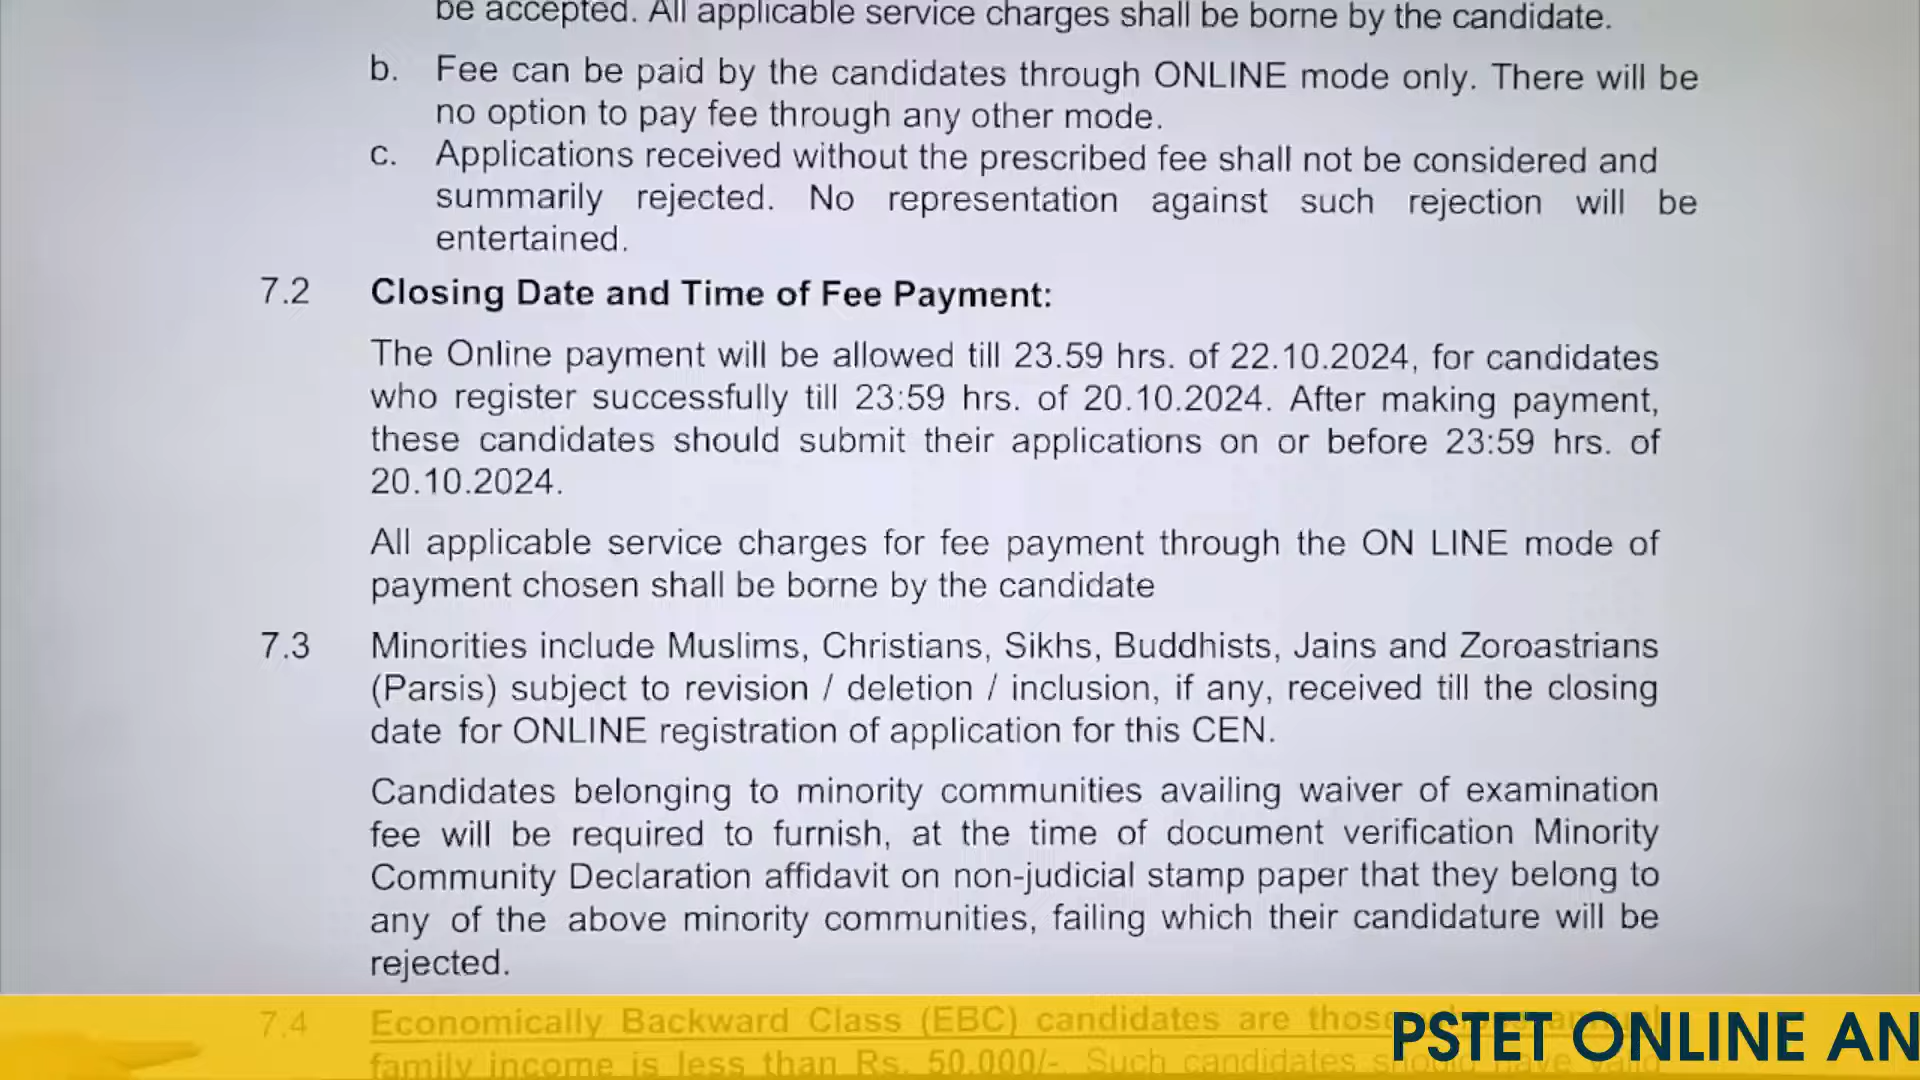 be accepted. All applicable service charges shall be borne by the candidate.
b. Fee can be paid by the candidates through ONLINE mode only. There will be
no option to pay fee through any other mode.
c. Applications received without the prescribed fee shall not be considered and
summarily rejected. No representation against such rejection will be
entertained.
7.2 Closing Date and Time of Fee Payment:
The Online payment will be allowed till 23.59 hrs. of 22.10.2024, for candidates
who register successfully till 23:59 hrs. of 20.10.2024. After making payment,
these candidates should submit their applications on or before 23:59 hrs. of
20.10.2024.
All applicable service charges for fee payment through the ON LINE mode of
payment chosen shall be borne by the candidate
7.3 Minorities include Muslims, Christians, Sikhs, Buddhists, Jains and Zoroastrians
(Parsis) subject to revision / deletion / inclusion, if any, received till the closing
date for ONLINE registration of application for this CEN.
Candidates belonging to minority communities availing waiver of examination
fee will be required to furnish, at the time of document verification Minority
Community Declaration affidavit on non-judicial stamp paper that they belong to
any of the above minority communities, failing which their candidature will be
rejected.
7.4 Economically Backward Class (EBC) candidates are
family income is less than Rs. 50,000/-. Such candidates
PSTET ONLINE AN